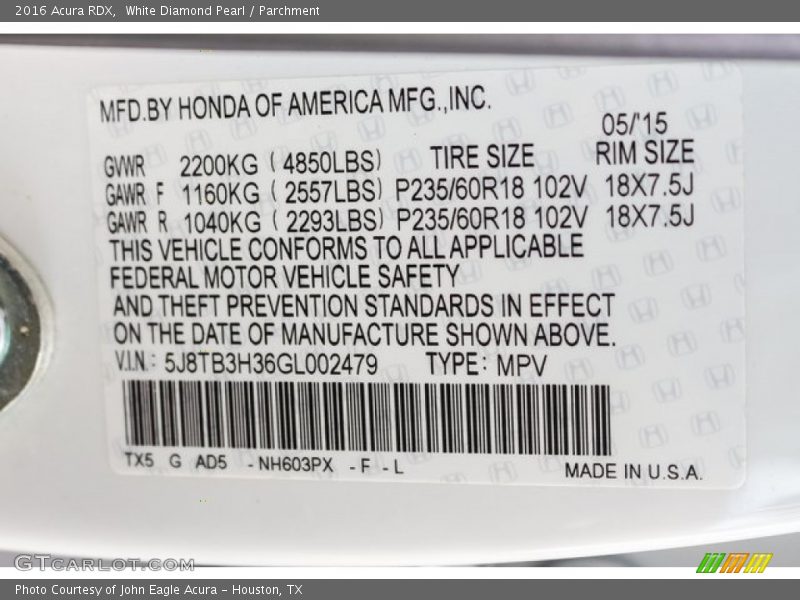 2016 Acura RDX,  White Diamond Pearl / Parchment
MFD.BY HONDA OF AMERICA MFG.,INC.
05/'15
GVWR 2200KG ( 4850LBS) TIRE SIZE RIM SIZE
GAWR F 1160KG ( 2557LBS) P235/60R18 102V 18X7.5J
GAWR R 1040KG ( 2293LBS) P235/60R18 102V 18X7.5J
THIS VEHICLE CONFORMS TO ALL APPLICABLE
FEDERAL MOTOR VEHICLE SAFETY
AND THEFT PREVENTION STANDARDS IN EFFECT
ON THE DATE OF MANUFACTURE SHOWN ABOVE.
V.I.N.: 5J8TB3H36GL002479 TYPE: MPV
TX5 G AD5 -NH603PX -F -L
MADE IN U.S.A.
GTCARLOT.COM
Photo Courtesy of John Eagle Acura - Houston, TX